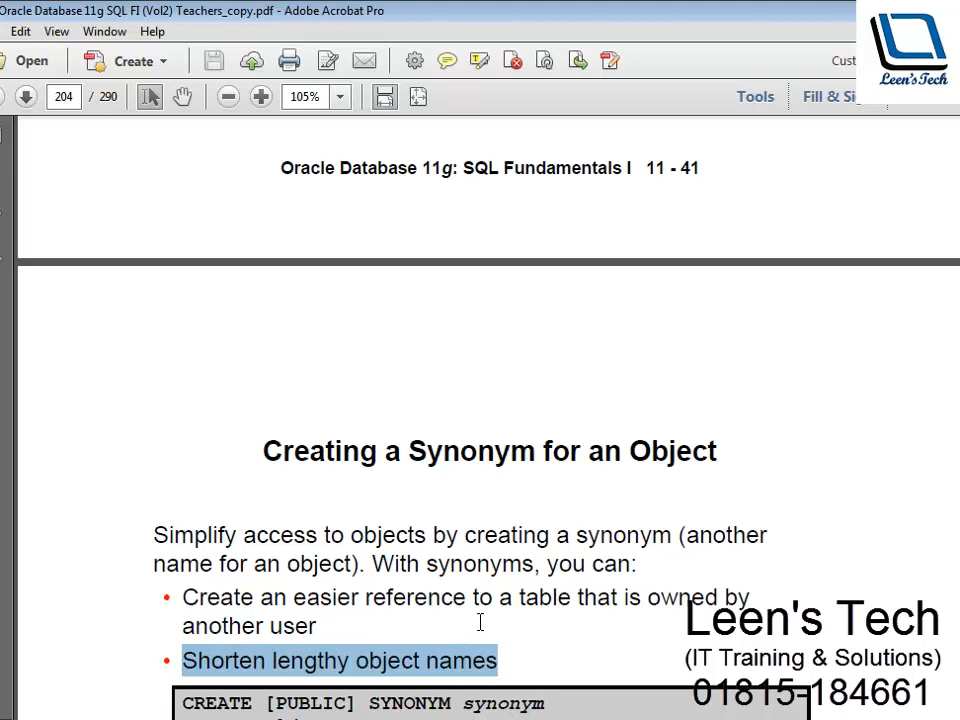 Oracle Database 11g SQL FI (Vol2) Teachers_copy.pdf - Adobe Acrobat Pro
Edit View Window Help
Open Create Cust
204 / 290 105% Tools Fill & Si
Leen'sTech
Oracle Database 11g: SQL Fundamentals I 11 - 41
Creating a Synonym for an Object
Simplify access to objects by creating a synonym (another
name for an object). With synonyms, you can:
• Create an easier reference to a table that is owned by
another user
• Shorten lengthy object names
CREATE [PUBLIC] SYNONYM synonym
Leen's Tech
(IT Training & Solutions)
01815-184661